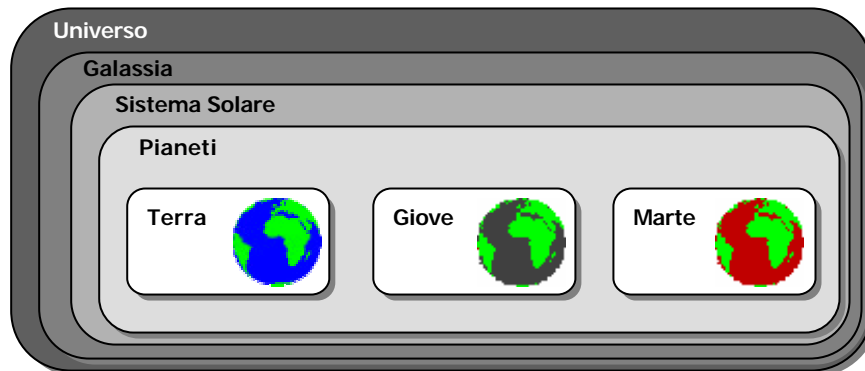 Universo
Galassia
Sistema Solare
Pianeti
Terra
Giove
Marte